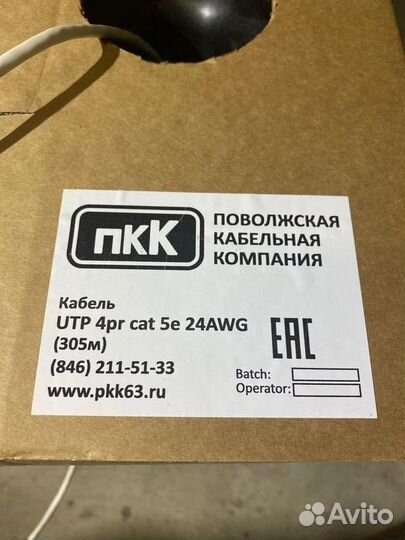 пкк
ПОВОЛЖСКАЯ
КАБЕЛЬНАЯ
КОМПАНИЯ
Кабель
UTP 4pr cat 5e 24AWG
(305м)
(846) 211-51-33
www.pkk63.ru
EAC
Batch:
Operator:
Avito